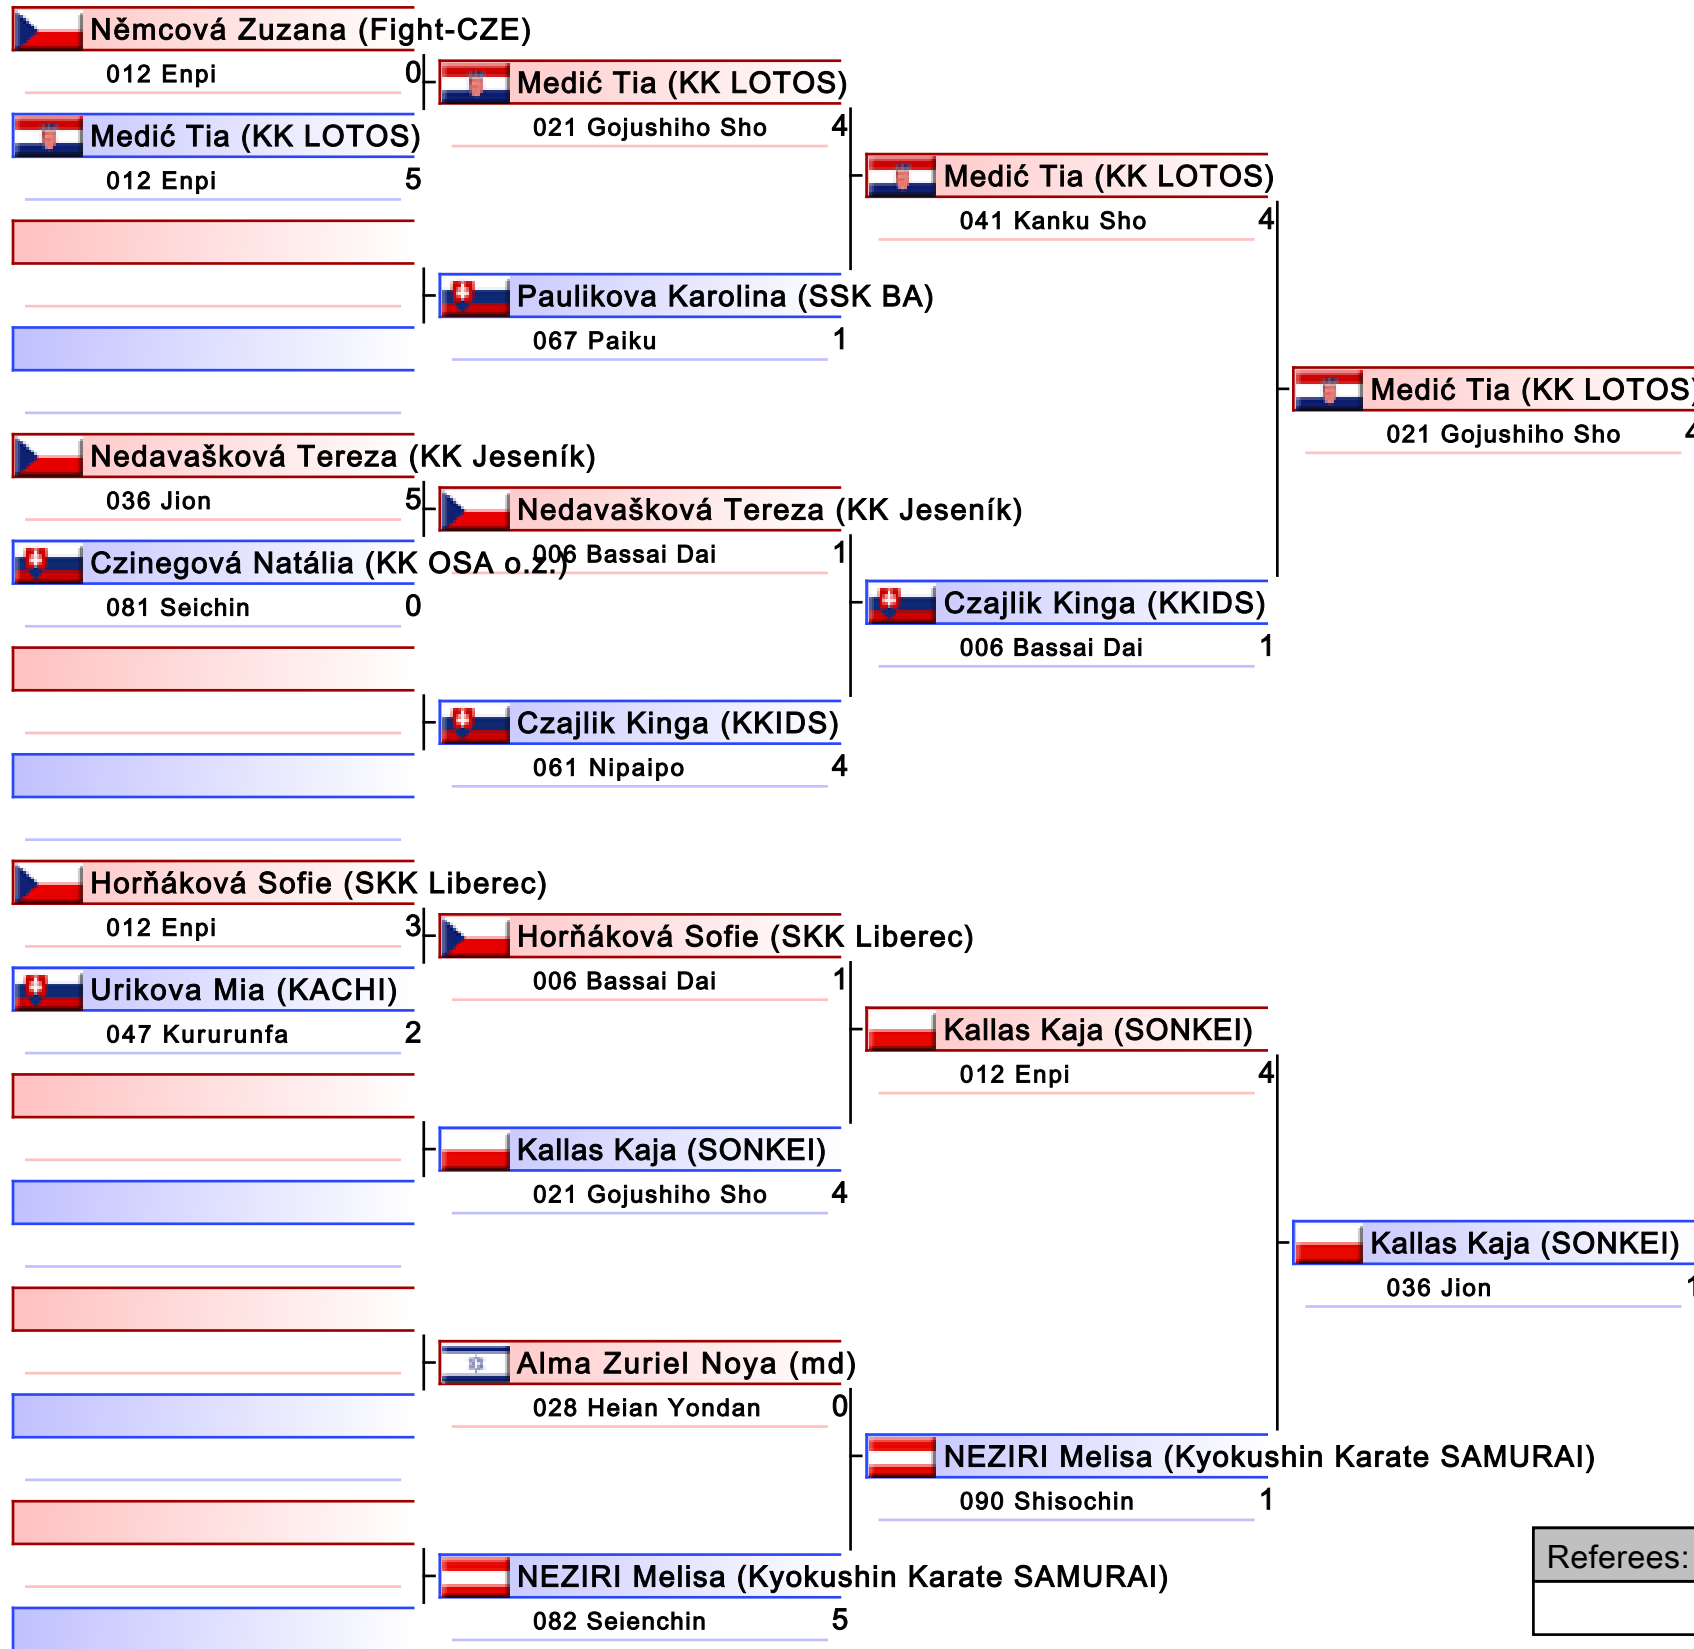 Němcová Zuzana (Fight-CZE)
012 Enpi 0
Medić Tia (KK LOTOS)
012 Enpi 5
Nedavašková Tereza (KK Jeseník)
036 Jion 5
Czinegová Natália (KK OSA o.z.)
081 Seichin 0
Horňáková Sofie (SKK Liberec)
012 Enpi 3
Urikova Mia (KACHI)
047 Kururunfa 2
Medić Tia (KK LOTOS)
021 Gojushiho Sho 4
Paulikova Karolina (SSK BA)
067 Paiku 1
Nedavašková Tereza (KK Jeseník)
006 Bassai Dai 1
Czajlik Kinga (KKIDS)
061 Nipaipo 4
Horňáková Sofie (SKK Liberec)
006 Bassai Dai 1
Kallas Kaja (SONKEI)
021 Gojushiho Sho 4
Alma Zuriel Noya (md)
028 Heian Yondan 0
NEZIRI Melisa (Kyokushin Karate SAMURAI)
082 Seienchin 5
Medić Tia (KK LOTOS)
041 Kanku Sho 4
Czajlik Kinga (KKIDS)
006 Bassai Dai 1
Kallas Kaja (SONKEI)
012 Enpi 4
NEZIRI Melisa (Kyokushin Karate SAMURAI)
090 Shisochin 1
Medić Tia (KK LOTOS)
021 Gojushiho Sho 4
Kallas Kaja (SONKEI)
036 Jion 1
Referees: